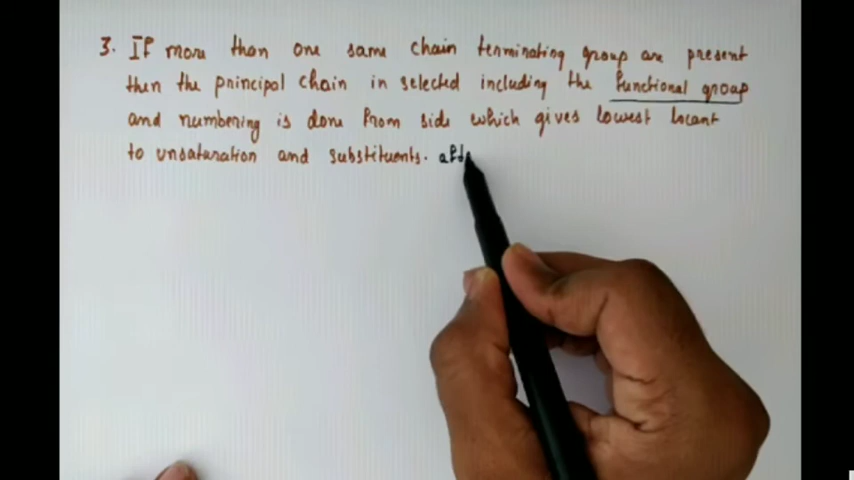 3. If more than one same chain terminating group are present
then the principal chain in selected including the functional group
and numbering is done from side which gives lowest locant
to unsaturation and substituents.